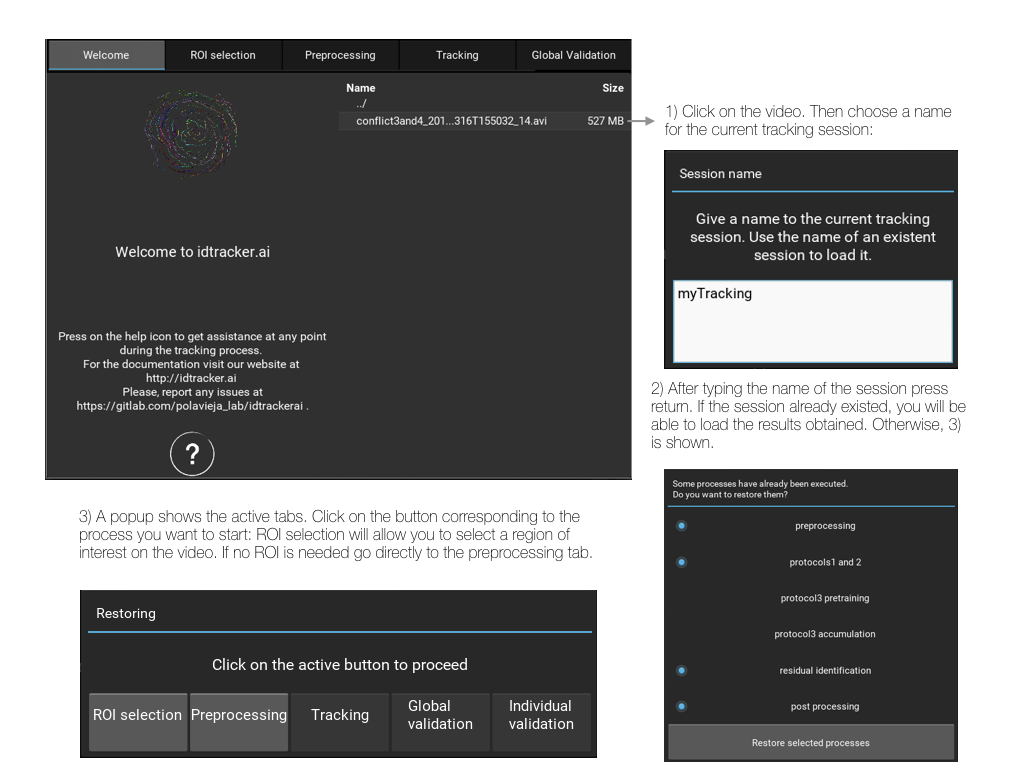 Welcome
ROI selection
Preprocessing
Tracking
Global Validation
Name
Size
../
conflict3and4_201...316T155032_14.avi
527 MB
Welcome to idtracker.ai
Press on the help icon to get assistance at any point
during the tracking process.
For the documentation visit our website at
http://idtracker.ai
Please, report any issues at
https://gitlab.com/polavieja_lab/idtrackerai .
?
1) Click on the video. Then choose a name
for the current tracking session:
Session name
Give a name to the current tracking
session. Use the name of an existent
session to load it.
myTracking
2) After typing the name of the session press
return. If the session already existed, you will be
able to load the results obtained. Otherwise, 3)
is shown.
Some processes have already been executed.
Do you want to restore them?
preprocessing
protocols1 and 2
protocol3 pretraining
protocol3 accumulation
residual identification
post processing
Restore selected processes
3) A popup shows the active tabs. Click on the button corresponding to the
process you want to start: ROI selection will allow you to select a region of
interest on the video. If no ROI is needed go directly to the preprocessing tab.
Restoring
Click on the active button to proceed
ROI selection
Preprocessing
Tracking
Global
validation
Individual
validation